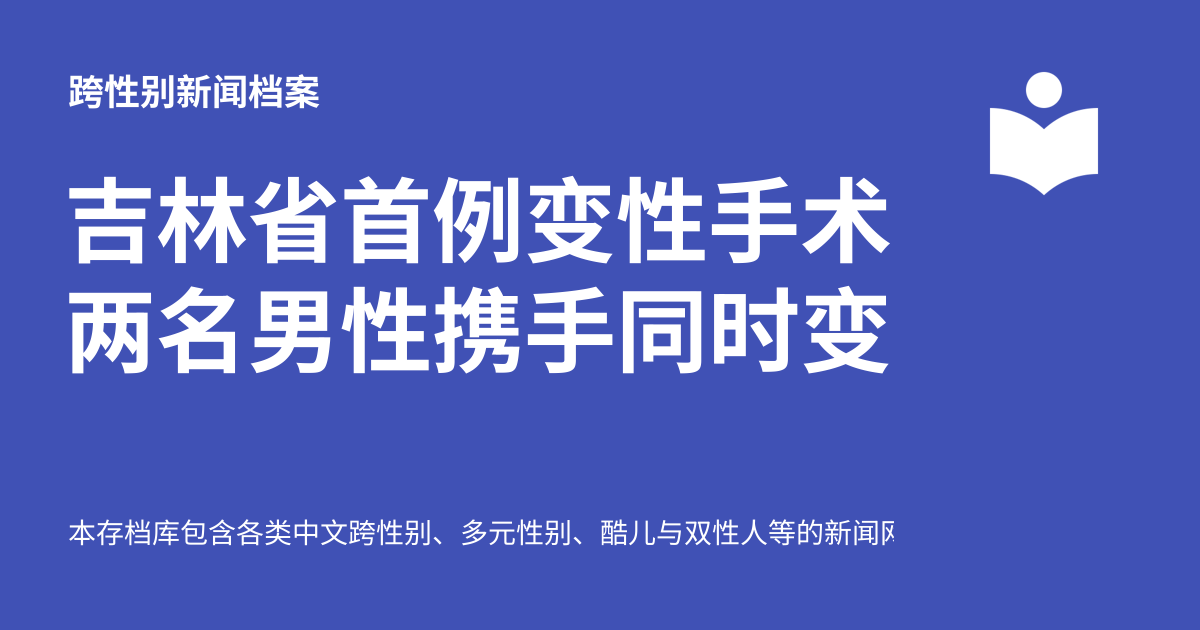 跨性别新闻档案
吉林省首例变性手术
两名男性携手同时变
本存档库包含各类中文跨性别、多元性别、酷儿与双性人等的新闻